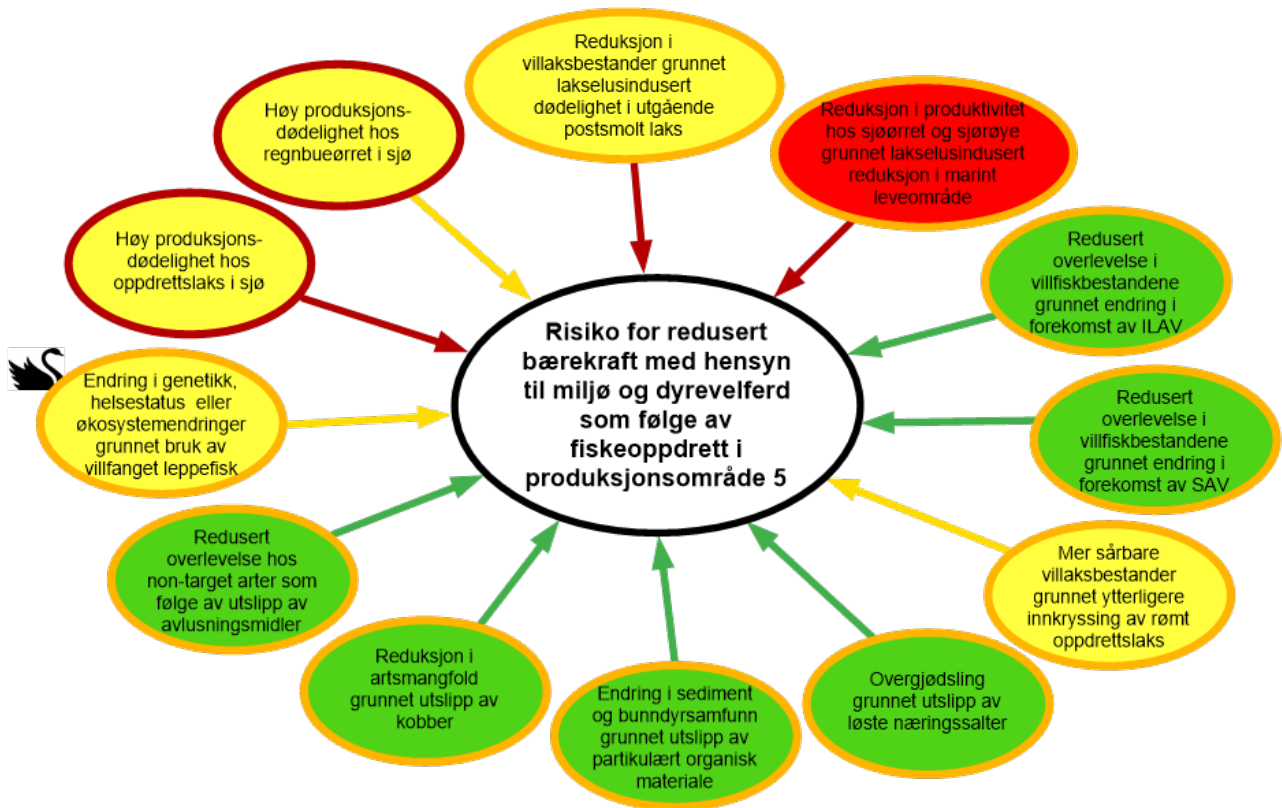 Reduksjon i
villaksbestander grunnet
lakselusindusert
dødelighet i utgående
postsmolt laks
Reduksjon i produktivitet
hos sjøørret og sjørøye
grunnet lakselusindusert
reduksjon i marint
leveområde
Redusert
overlevelse i
villfiskbestandene
grunnet endring i
forekomst av ILAV
Redusert
overlevelse i
villfiskbestandene
grunnet endring i
forekomst av SAV
Mer sårbare
villaksbestander
grunnet ytterligere
innkryssing av rømt
oppdrettslaks
Overgjødsling
grunnet utslipp av
løste næringssalter
Endring i sediment
og bunndyrsamfunn
grunnet utslipp av
partikulært organisk
materiale
Reduksjon i
artsmangfold
grunnet utslipp av
kobber
Redusert
overlevelse hos
non-target arter som
følge av utslipp av
avlusningsmidler
Endring i genetikk,
helsestatus eller
økosystemendringer
grunnet bruk av
villfanget leppefisk
Høy produksjons-
dødelighet hos
oppdrettslaks i sjø
Høy produksjons-
dødelighet hos
regnbueørret i sjø
Risiko for redusert
bærekraft med hensyn
til miljø og dyrevelferd
som følge av
fiskeoppdrett i
produksjonsområde 5